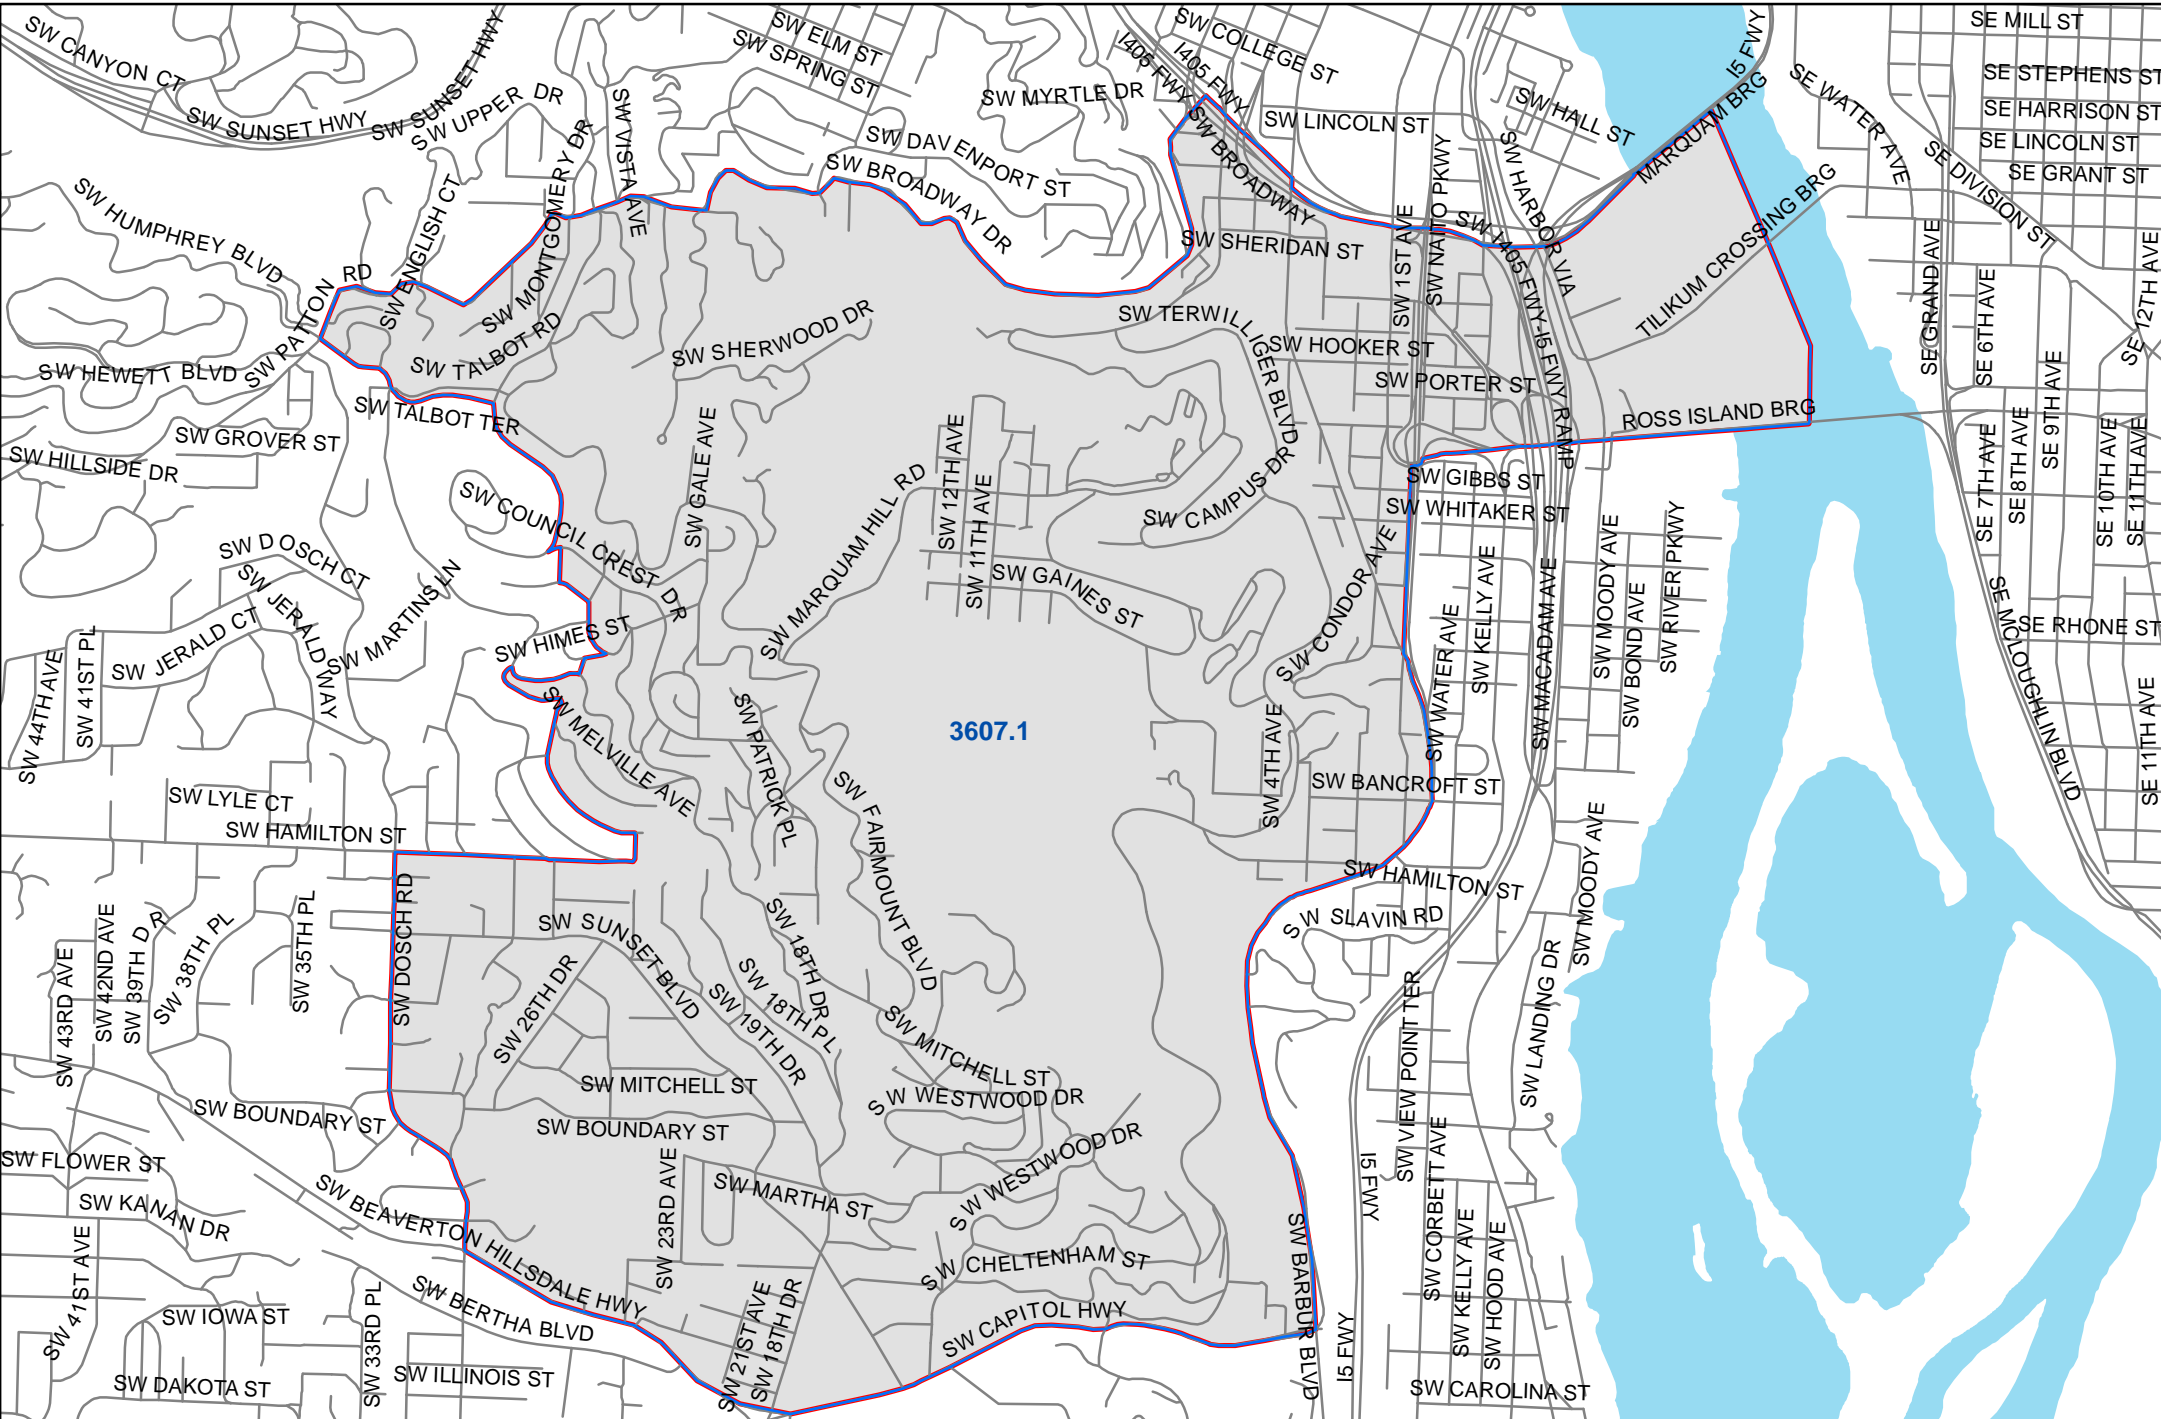 SW CANYON CT
SW SUNSET HWY
SW SUNSET HWY
SW UPPER DR
SW VISTA AVE
SW ELM ST
SW SPRING ST
SW MYRTLE DR
SW DAVENPORT ST
SW BROADWAY DR
I405 FWY
I405 FWY
SW COLLEGE ST
SW BROADWAY
SW LINCOLN ST
SW HALL ST
SW HARBOR VIA
I5 FWY
MARQUAM BRG
SE WATER AVE
SE MILL ST
SE STEPHENS ST
SE HARRISON ST
SE LINCOLN ST
SE GRANT ST
SE DIVISION ST
SW HUMPHREY BLVD
SW ENGLISH CT
SW MONTGOMERY DR
SW PATTON RD
SW TALBOT RD
SW TALBOT TER
SW HEWETT BLVD
SW SHERWOOD DR
SW SHERIDAN ST
SW 1ST AVE
SW NAITO PKWY
SW I405 FWY-I5 FWY RAMP
TILIKUM CROSSING BRG
SW TERWILLIGER BLVD
SW HOOKER ST
SW PORTER ST
ROSS ISLAND BRG
SE GRAND AVE
SE 6TH AVE
SE 12TH AVE
SE 7TH AVE
SE 8TH AVE
SE 9TH AVE
SE 10TH AVE
SE 11TH AVE
SW GROVER ST
SW HILLSIDE DR
SW COUNCIL CREST DR
SW GALE AVE
SW MARQUAM HILL RD
SW 12TH AVE
SW 11TH AVE
SW GAINES ST
SW CAMPUS DR
SW CONDOR AVE
SW GIBBS ST
SW WHITAKER ST
SW KELLY AVE
SW WATER AVE
SW MACADAM AVE
SW MOODY AVE
SW BOND AVE
SW RIVER PKWY
SE MCLOUGHLIN BLVD
SE RHONE ST
SE 11TH AVE
SW DOSCH CT
SW JERALD WAY
SW JERALD CT
SW MARTINS LN
SW HIMES ST
SW 44TH AVE
SW 41ST PL
SW MELVILLE AVE
SW PATRICK PL
3607.1
SW 4TH AVE
SW BANCROFT ST
SW LYLE CT
SW HAMILTON ST
SW FAIRMOUNT BLVD
SW HAMILTON ST
SW SLAVIN RD
SW MOODY AVE
SW LANDING DR
SW DOSCH RD
SW 35TH PL
SW 38TH PL
SW 39TH DR
SW 42ND AVE
SW 43RD AVE
SW SUNSET BLVD
SW 26TH DR
SW 18TH DR
SW 18TH PL
SW 19TH DR
SW MITCHELL ST
SW MITCHELL ST
SW WESTWOOD DR
SW WESTWOOD DR
SW BOUNDARY ST
SW BOUNDARY ST
SW VIEW POINT TER
SW CORBETT AVE
I5 FWY
SW FLOWER ST
SW KANAN DR
SW BEAVERTON HILLSDALE HWY
SW BERTHA BLVD
SW 23RD AVE
SW MARTHA ST
SW CHELTENHAM ST
SW CAPITOL HWY
SW BARBUR BLVD
SW KELLY AVE
SW HOOD AVE
I5 FWY
SW 41ST AVE
SW IOWA ST
SW 33RD PL
SW ILLINOIS ST
SW DAKOTA ST
SW 21ST AVE
SW 18TH DR
SW CAROLINA ST